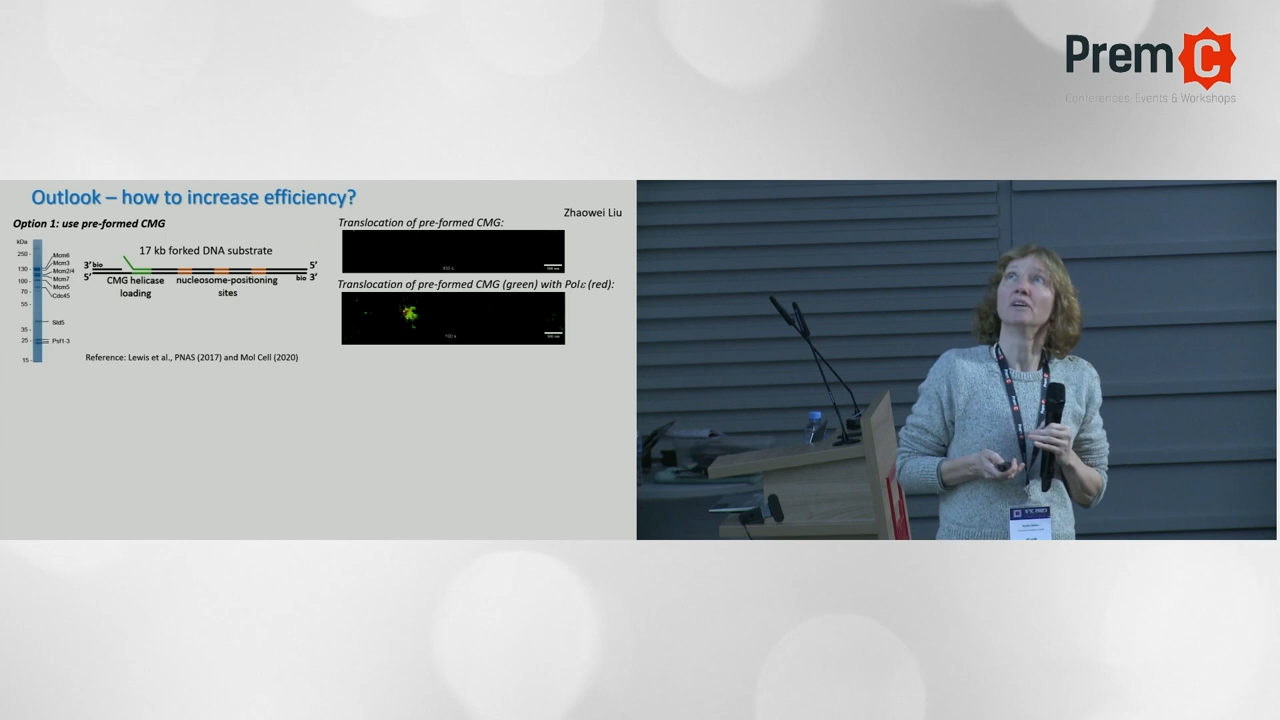 Prem C
Conferences, Events & Workshops
Outlook – how to increase efficiency?
Zhaowei Liu
Option 1: use pre-formed CMG
kDa
250
130
100
70
55
35
25
15
Mcm6
Mcm3
Mcm2/4
Mcm7
Mcm5
Cdc45
Sld5
Psf1-3
17 kb forked DNA substrate
3’ bio 5’
5’ bio 3’
CMG helicase
loading
nucleosome-positioning
sites
Reference: Lewis et al., PNAS (2017) and Mol Cell (2020)
Translocation of pre-formed CMG:
Translocation of pre-formed CMG (green) with Polε (red):
Prem C